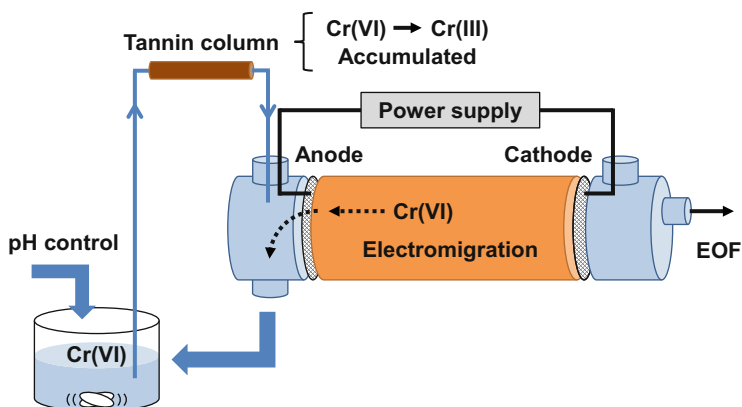 Cr(VI) → Cr(III)
Tannin column
Accumulated
Power supply
Anode
Cathode
Cr(VI)
Electromigration
EOF
pH control
Cr(VI)